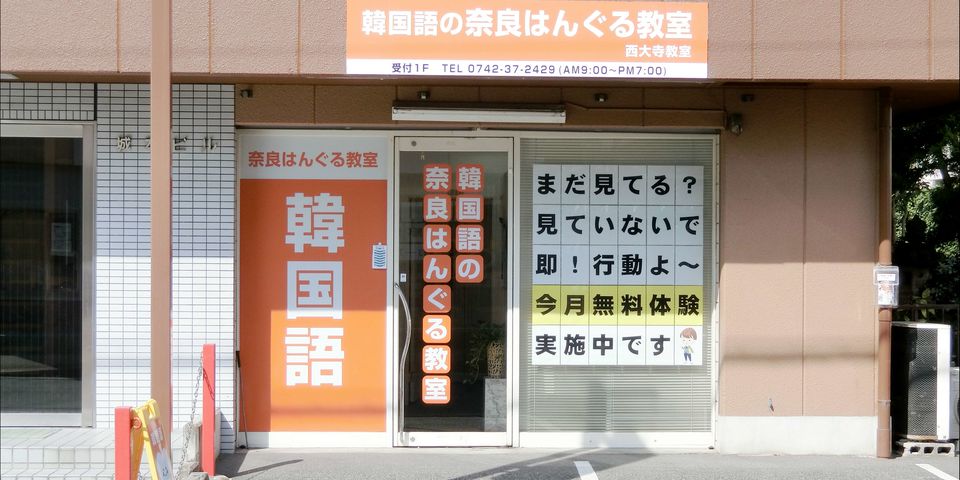 韓国語の奈良はんぐる教室
西大寺教室
受付1F TEL 0742-37-2429(AM9:00～PM7:00)
奈良はんぐる教室
韓国語
韓国語の
奈良はんぐる教室
まだ見てる？
見ていないで
即！行動よ～
今月無料体験
実施中です